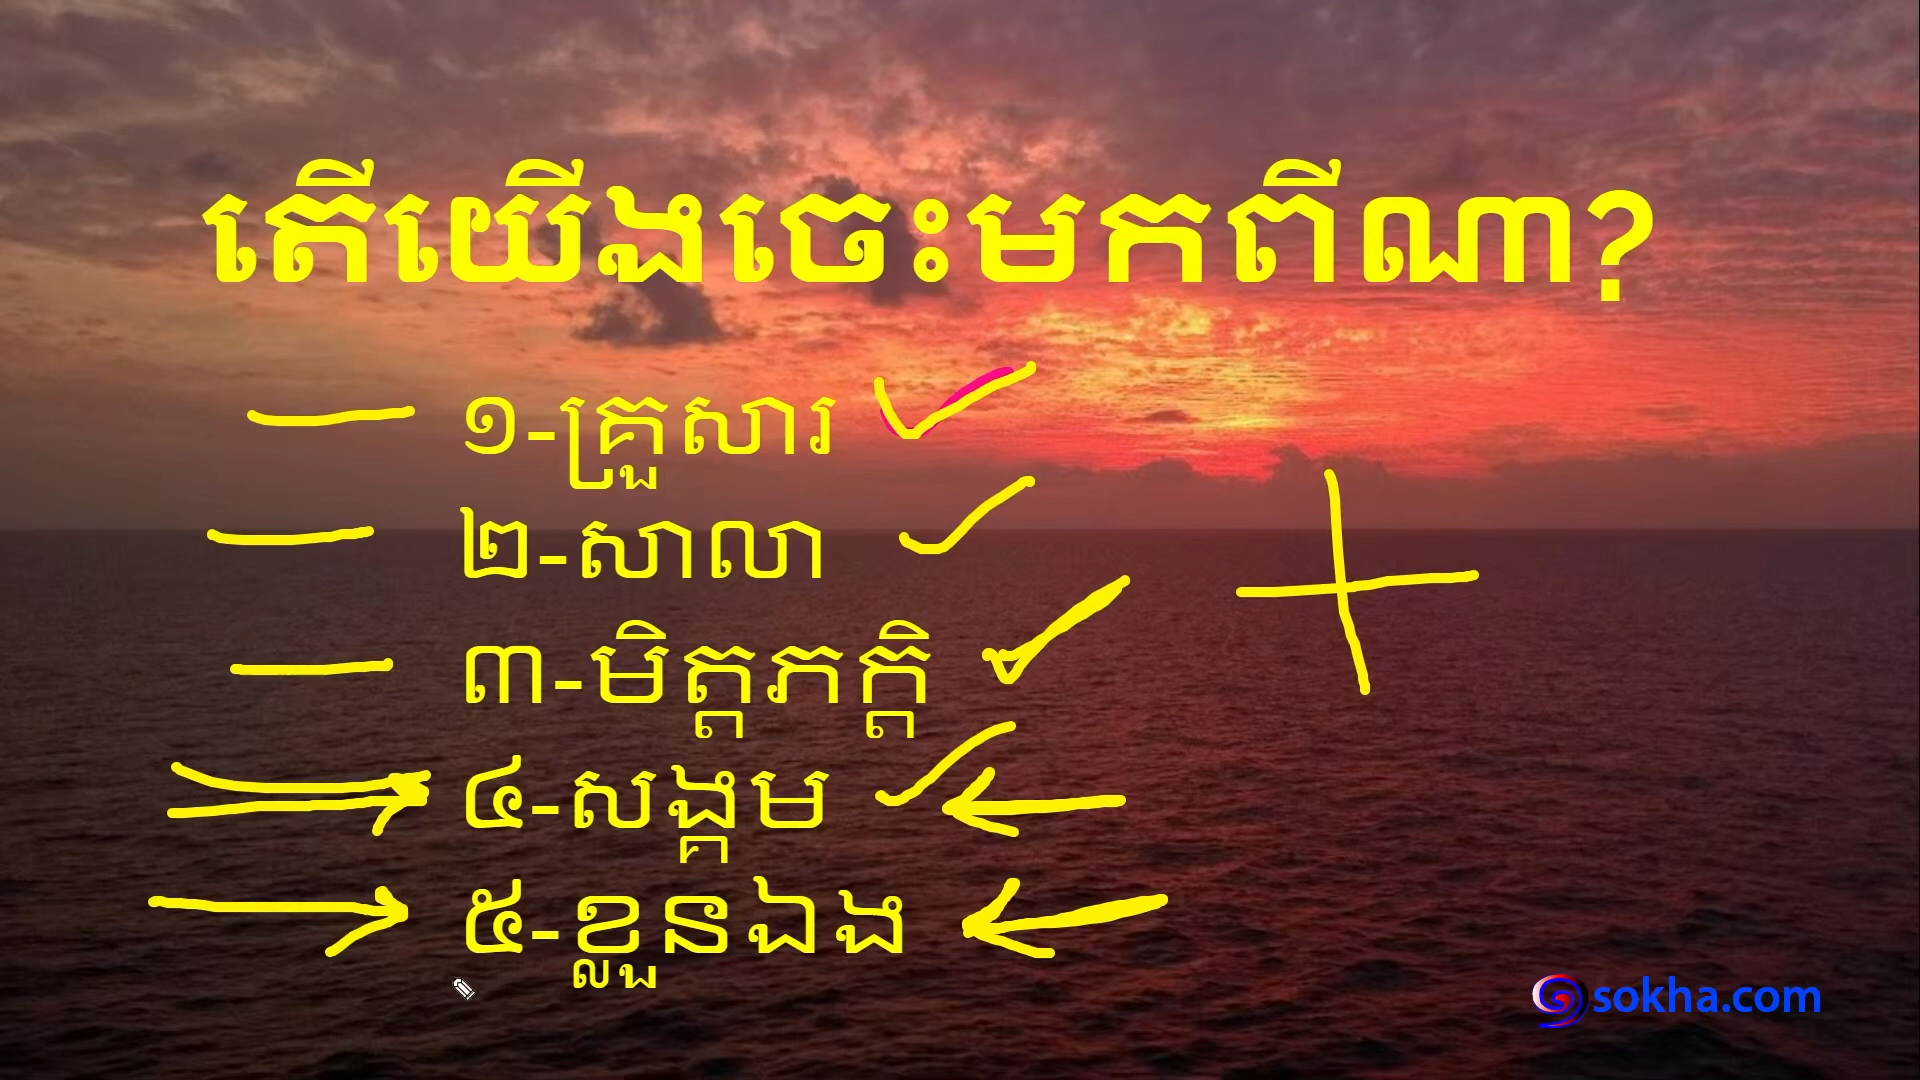 តើយើងចេះមកពីណា?
១-គ្រួសារ
២-សាលា
៣-មិត្តភក្តិ
៤-សង្គម
៥-ខ្លួនឯង
sokha.com